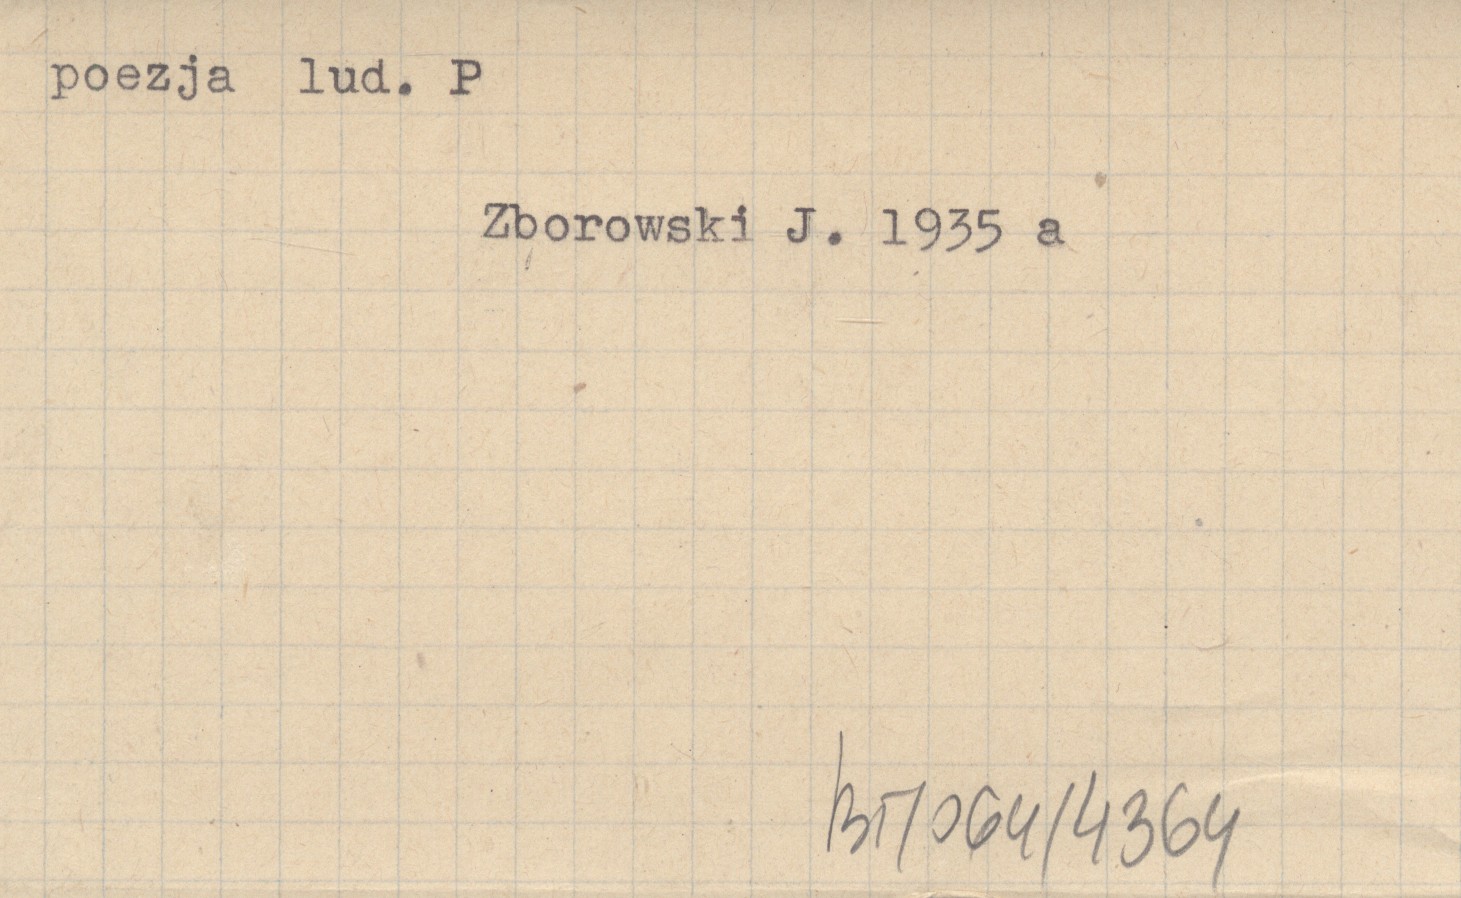 poezja lud. P
Zborowski J. 1935 a
BT/064/4364